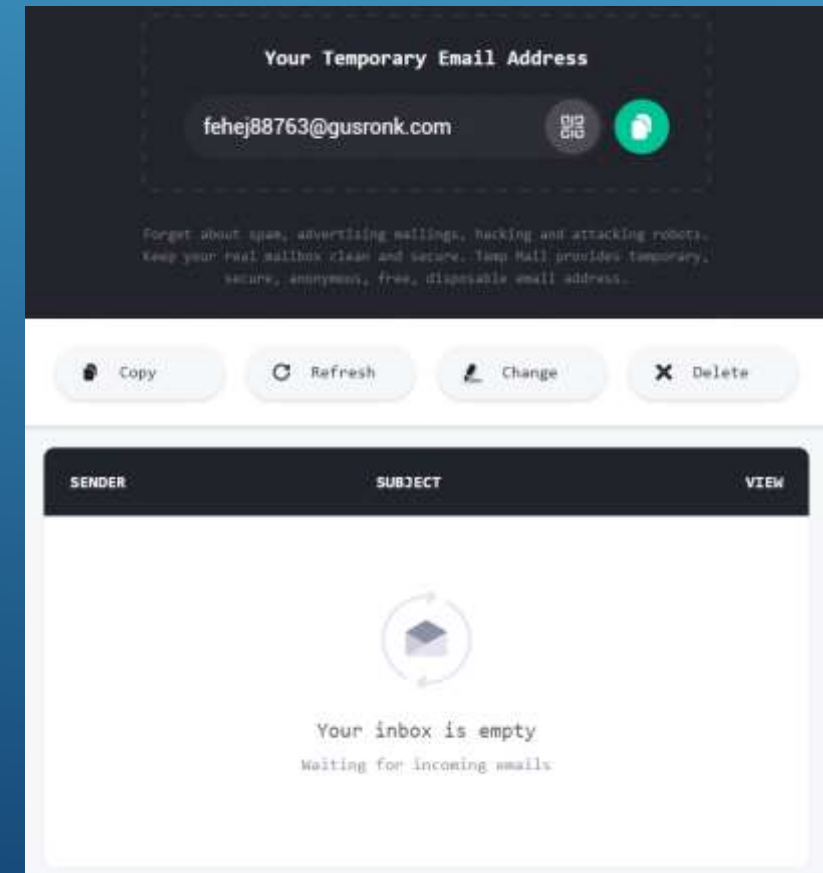 Your Temporary Email Address
fehej88763@gusronk.com
Forget about spam, advertising mailings, hacking and attacking robots.
Keep your real mailbox clean and secure. Temp Mail provides temporary,
secure, anonymous, free, disposable email address.
Copy Refresh Change Delete
SENDER SUBJECT VIEW
Your inbox is empty
Waiting for incoming emails